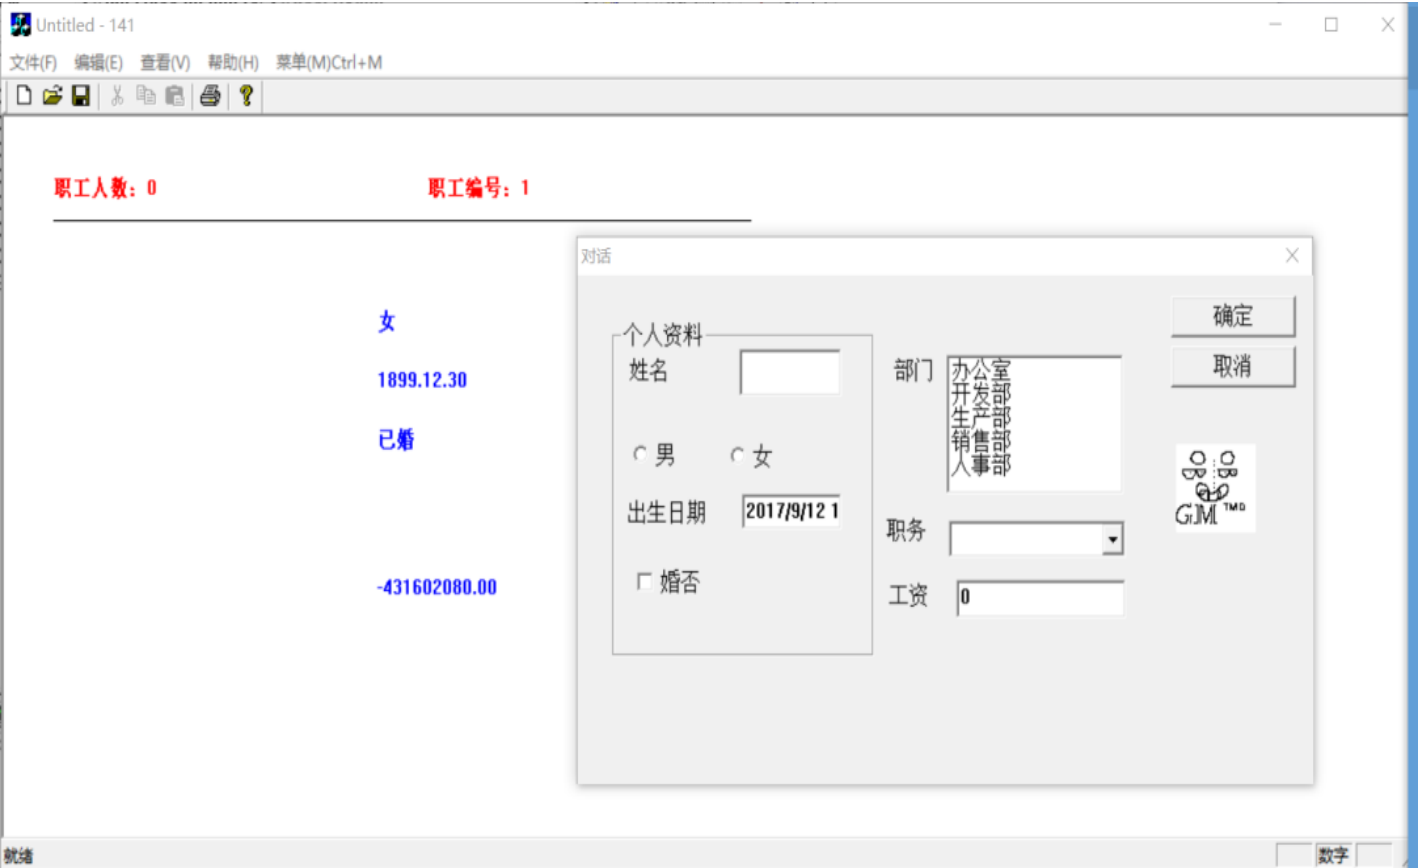 Untitled - 141
文件(F) 编辑(E) 查看(V) 帮助(H) 菜单(M)Ctrl+M
职工人数：0 职工编号：1
女
1899.12.30
已婚
-431602080.00
对话
个人资料
姓名
男 女
出生日期 2017/9/12 1
婚否
部门
办公室
开发部
生产部
销售部
人事部
职务
工资 0
确定
取消
GJM TMD
就绪 数字